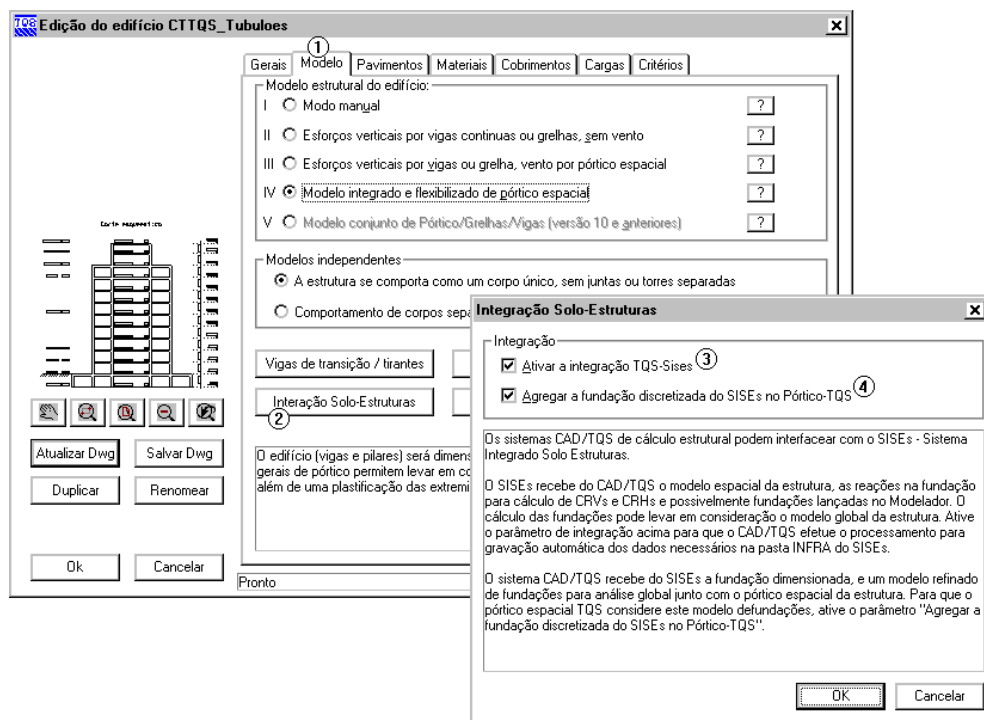 TQS Edição do edifício CTTQS_Tubuloes
1
Gerais Modelo Pavimentos Materiais Cobrimentos Cargas Critérios
Modelo estrutural do edifício:
I Modo manual ?
II Esforços verticais por vigas continuas ou grelhas, sem vento ?
III Esforços verticais por vigas ou grelha, vento por pórtico espacial ?
IV Modelo integrado e flexibilizado de pórtico espacial ?
V Modelo conjunto de Pórtico/Grelhas/Vigas (versão 10 e anteriores) ?
Corte esquemático
Modelos independentes
A estrutura se comporta como um corpo único, sem juntas ou torres separadas
Comportamento de corpos sepa
Vigas de transição / tirantes
Interação Solo-Estruturas
2
O edifício (vigas e pilares) será dimens
gerais de pórtico permitem levar em co
além de uma plastificação das extremi
Atualizar Dwg Salvar Dwg
Duplicar Renomear
Ok Cancelar
Pronto
Integração Solo-Estruturas
Integração
Ativar a integração TQS-Sises 3
Agregar a fundação discretizada do SISEs no Pórtico-TQS 4
Os sistemas CAD/TQS de cálculo estrutural podem interfacear com o SISEs - Sistema
Integrado Solo Estruturas.
O SISEs recebe do CAD/TQS o modelo espacial da estrutura, as reações na fundação
para cálculo de CRVs e CRHs e possivelmente fundações lançadas no Modelador. O
cálculo das fundações pode levar em consideração o modelo global da estrutura. Ative
o parâmetro de integração acima para que o CAD/TQS efetue o processamento para
gravação automática dos dados necessários na pasta INFRA do SISEs.
O sistema CAD/TQS recebe do SISEs a fundação dimensionada, e um modelo refinado
de fundações para análise global junto com o pórtico espacial da estrutura. Para que o
pórtico espacial TQS considere este modelo defundações, ative o parâmetro "Agregar a
fundação discretizada do SISEs no Pórtico-TQS".
OK Cancelar